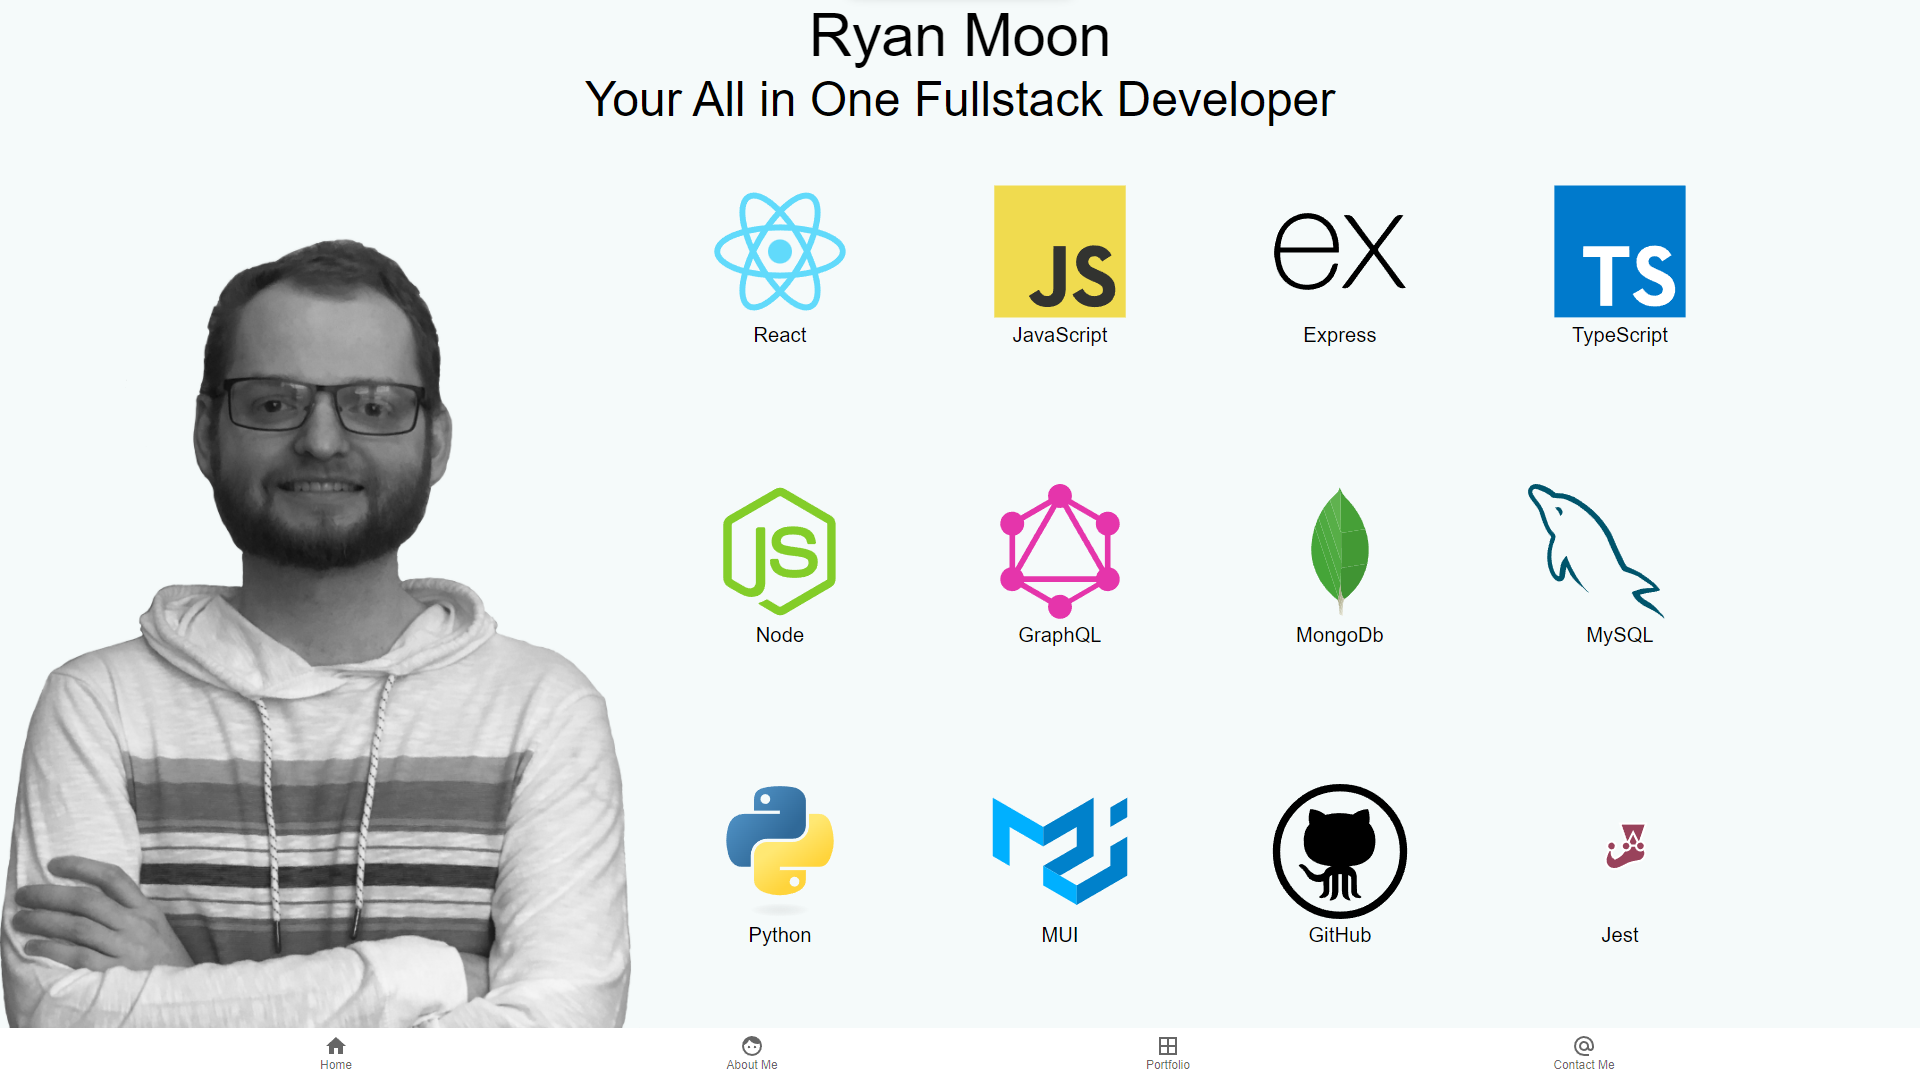 Ryan Moon
Your All in One Fullstack Developer
JS
ex
TS
React
JavaScript
Express
TypeScript
JS
Node
GraphQL
MongoDb
MySQL
Python
MUI
GitHub
Jest
Home
About Me
Portfolio
Contact Me